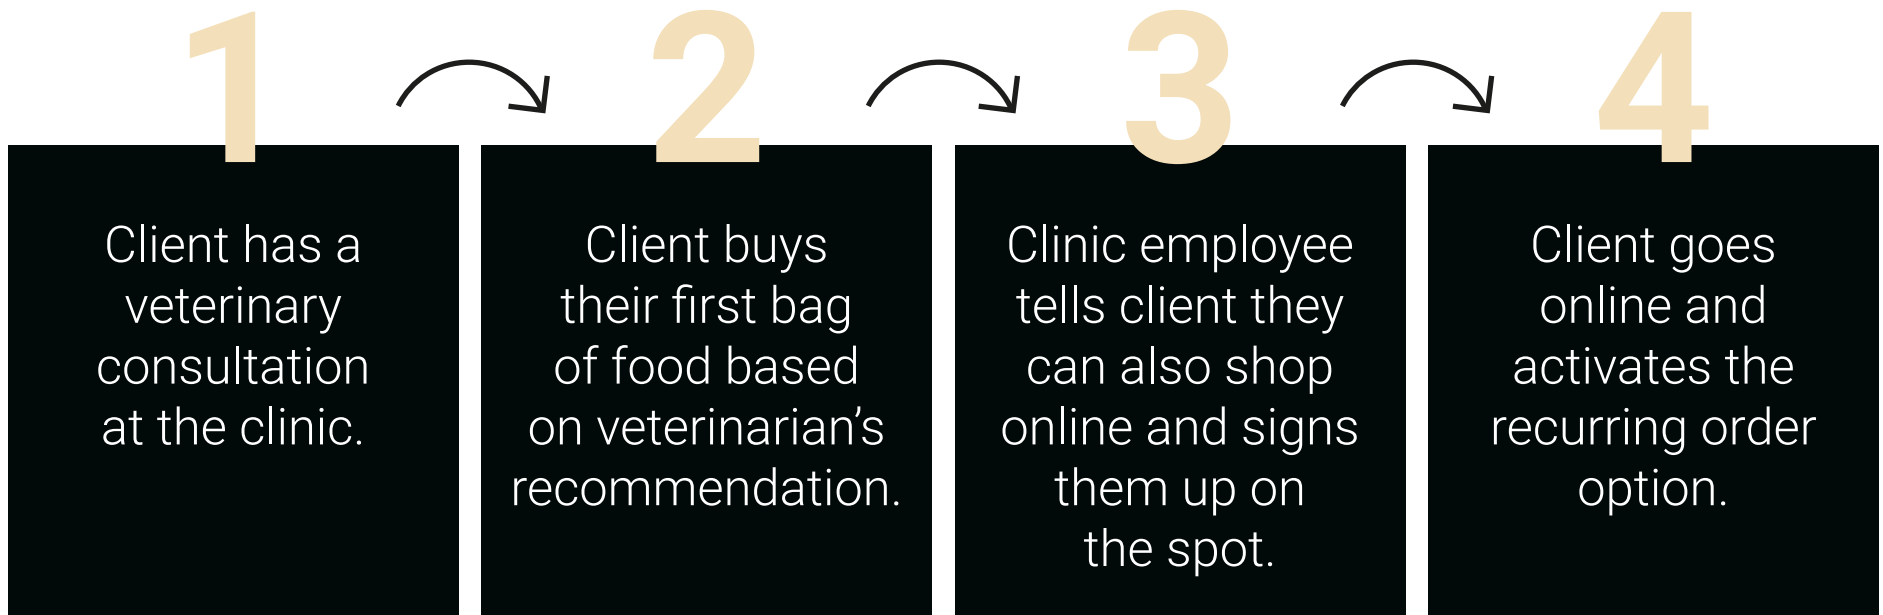 1
Client has a
veterinary
consultation
at the clinic.
2
Client buys
their first bag
of food based
on veterinarian’s
recommendation.
3
Clinic employee
tells client they
can also shop
online and signs
them up on
the spot.
4
Client goes
online and
activates the
recurring order
option.